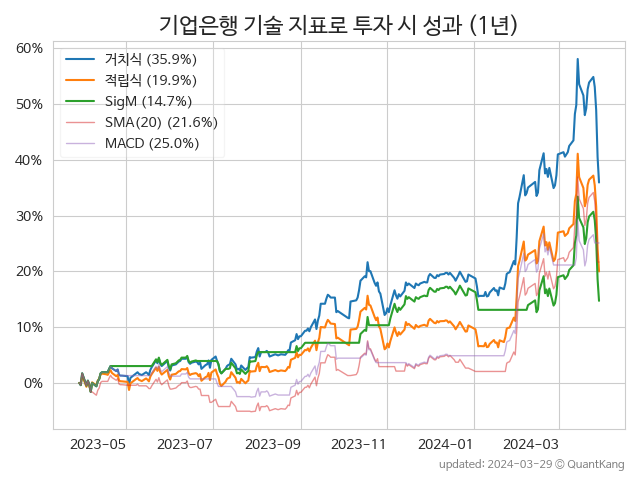 기업은행 기술 지표로 투자 시 성과 (1년)
60%
50%
40%
30%
20%
10%
0%
거치식 (35.9%)
적립식 (19.9%)
SigM (14.7%)
SMA(20) (21.6%)
MACD (25.0%)
2023-05
2023-07
2023-09
2023-11
2024-01
2024-03
updated: 2024-03-29 © QuantKang